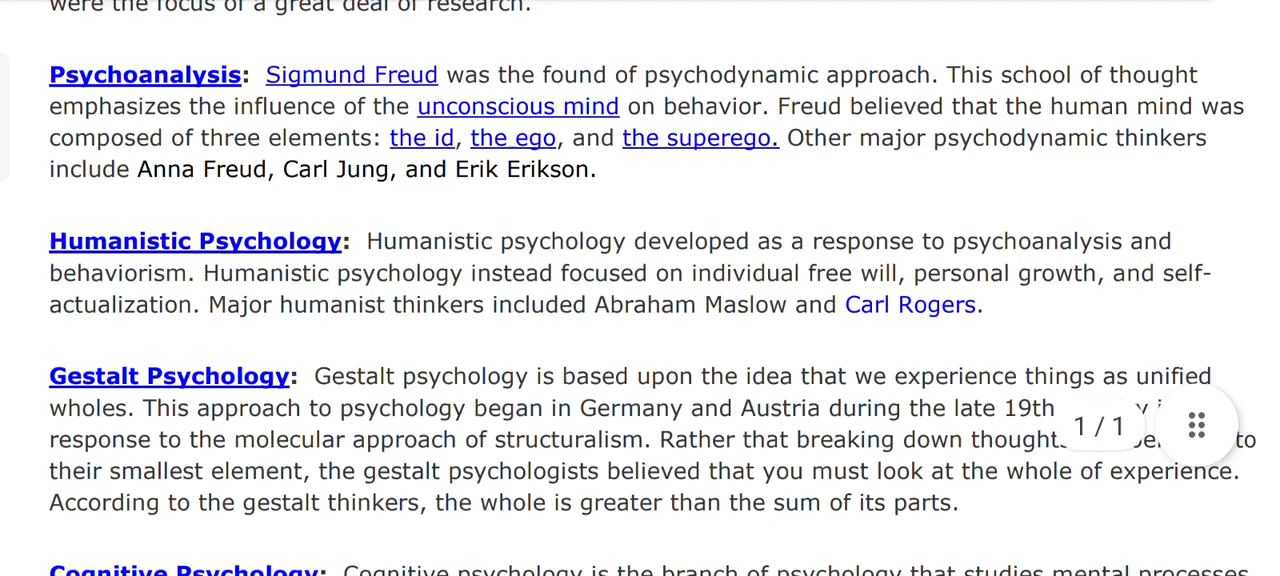 were the focus of a great deal of research.
Psychoanalysis: Sigmund Freud was the found of psychodynamic approach. This school of thought
emphasizes the influence of the unconscious mind on behavior. Freud believed that the human mind was
composed of three elements: the id, the ego, and the superego. Other major psychodynamic thinkers
include Anna Freud, Carl Jung, and Erik Erikson.
Humanistic Psychology: Humanistic psychology developed as a response to psychoanalysis and
behaviorism. Humanistic psychology instead focused on individual free will, personal growth, and self-
actualization. Major humanist thinkers included Abraham Maslow and Carl Rogers.
Gestalt Psychology: Gestalt psychology is based upon the idea that we experience things as unified
wholes. This approach to psychology began in Germany and Austria during the late 19th
response to the molecular approach of structuralism. Rather that breaking down to
1 / 1
their smallest element, the gestalt psychologists believed that you must look at the whole of experience.
According to the gestalt thinkers, the whole is greater than the sum of its parts.
Cognitive Psychology: Cognitive psychology is the branch of psychology that studies mental processes